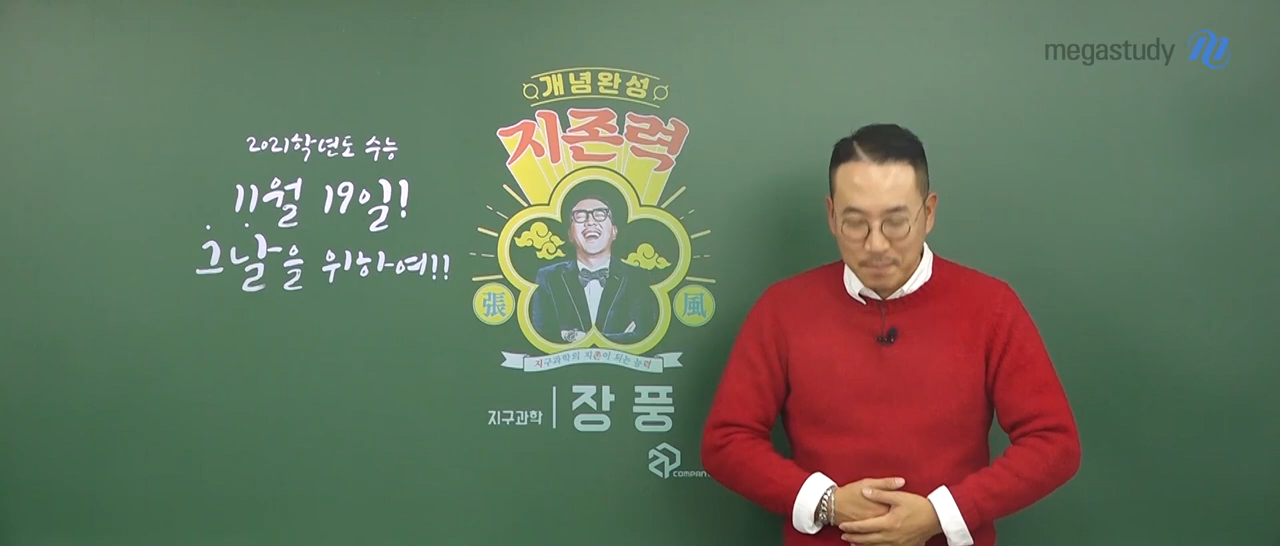 megastudy
2021학년도 수능
11월 19일!
그날을 위하여!!
개념완성
지존력
張 風
지구과학의 지존이 되는 능력
지구과학 | 장 풍
ZP
COMPANY